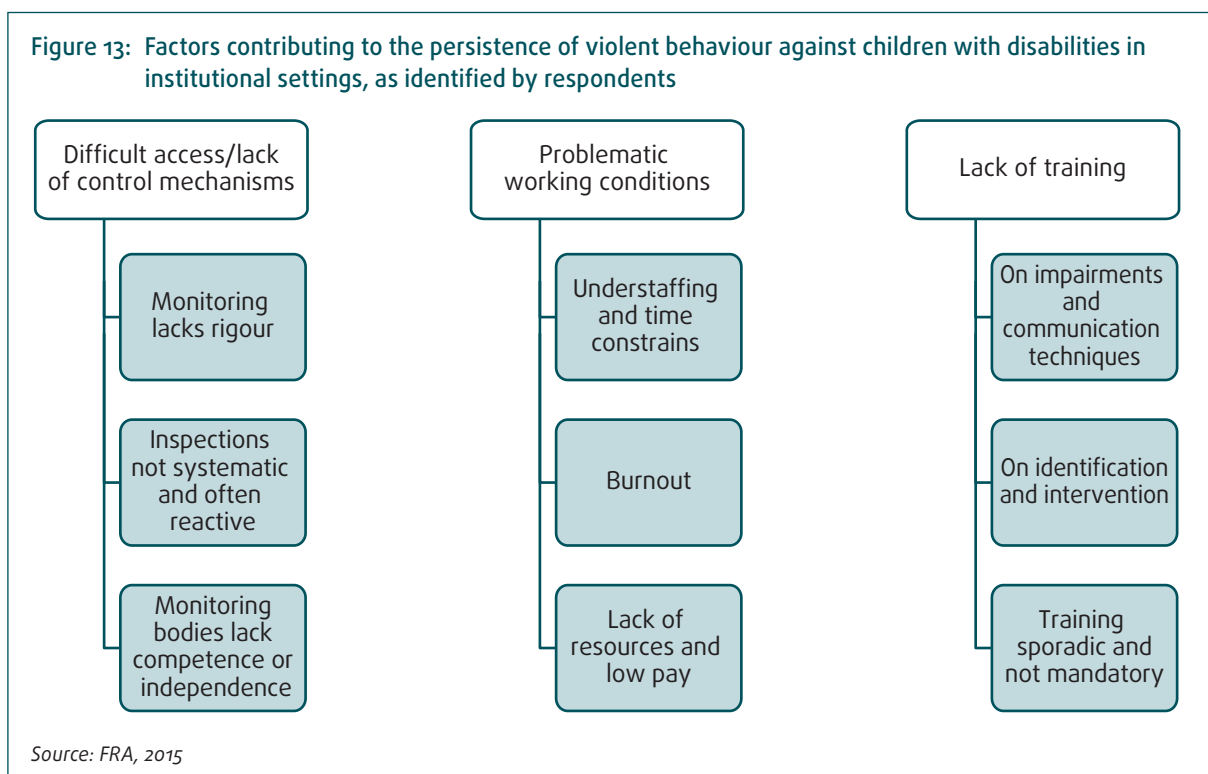 Figure 13: Factors contributing to the persistence of violent behaviour against children with disabilities in
institutional settings, as identified by respondents
Difficult access/lack
of control mechanisms
Monitoring
lacks rigour
Inspections
not systematic
and often
reactive
Monitoring
bodies lack
competence or
independence
Problematic
working conditions
Understaffing
and time
constrains
Burnout
Lack of
resources and
low pay
Lack of training
On impairments
and
communication
techniques
On identification
and intervention
Training
sporadic and
not mandatory
Source: FRA, 2015